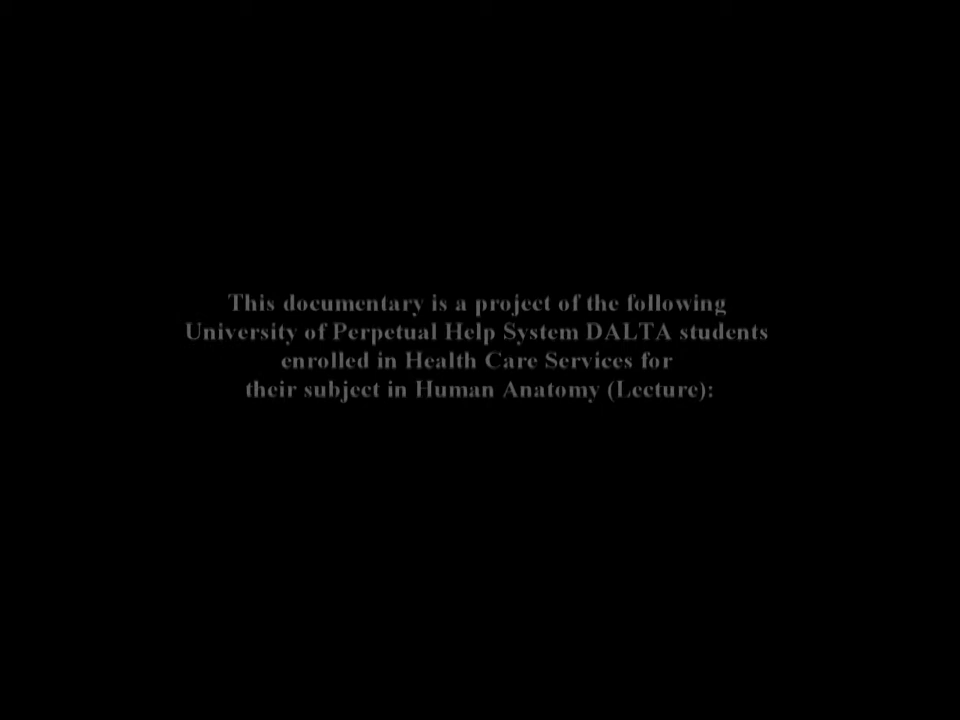 This documentary is a project of the following
University of Perpetual Help System DALTA students
enrolled in Health Care Services for
their subject in Human Anatomy (Lecture):